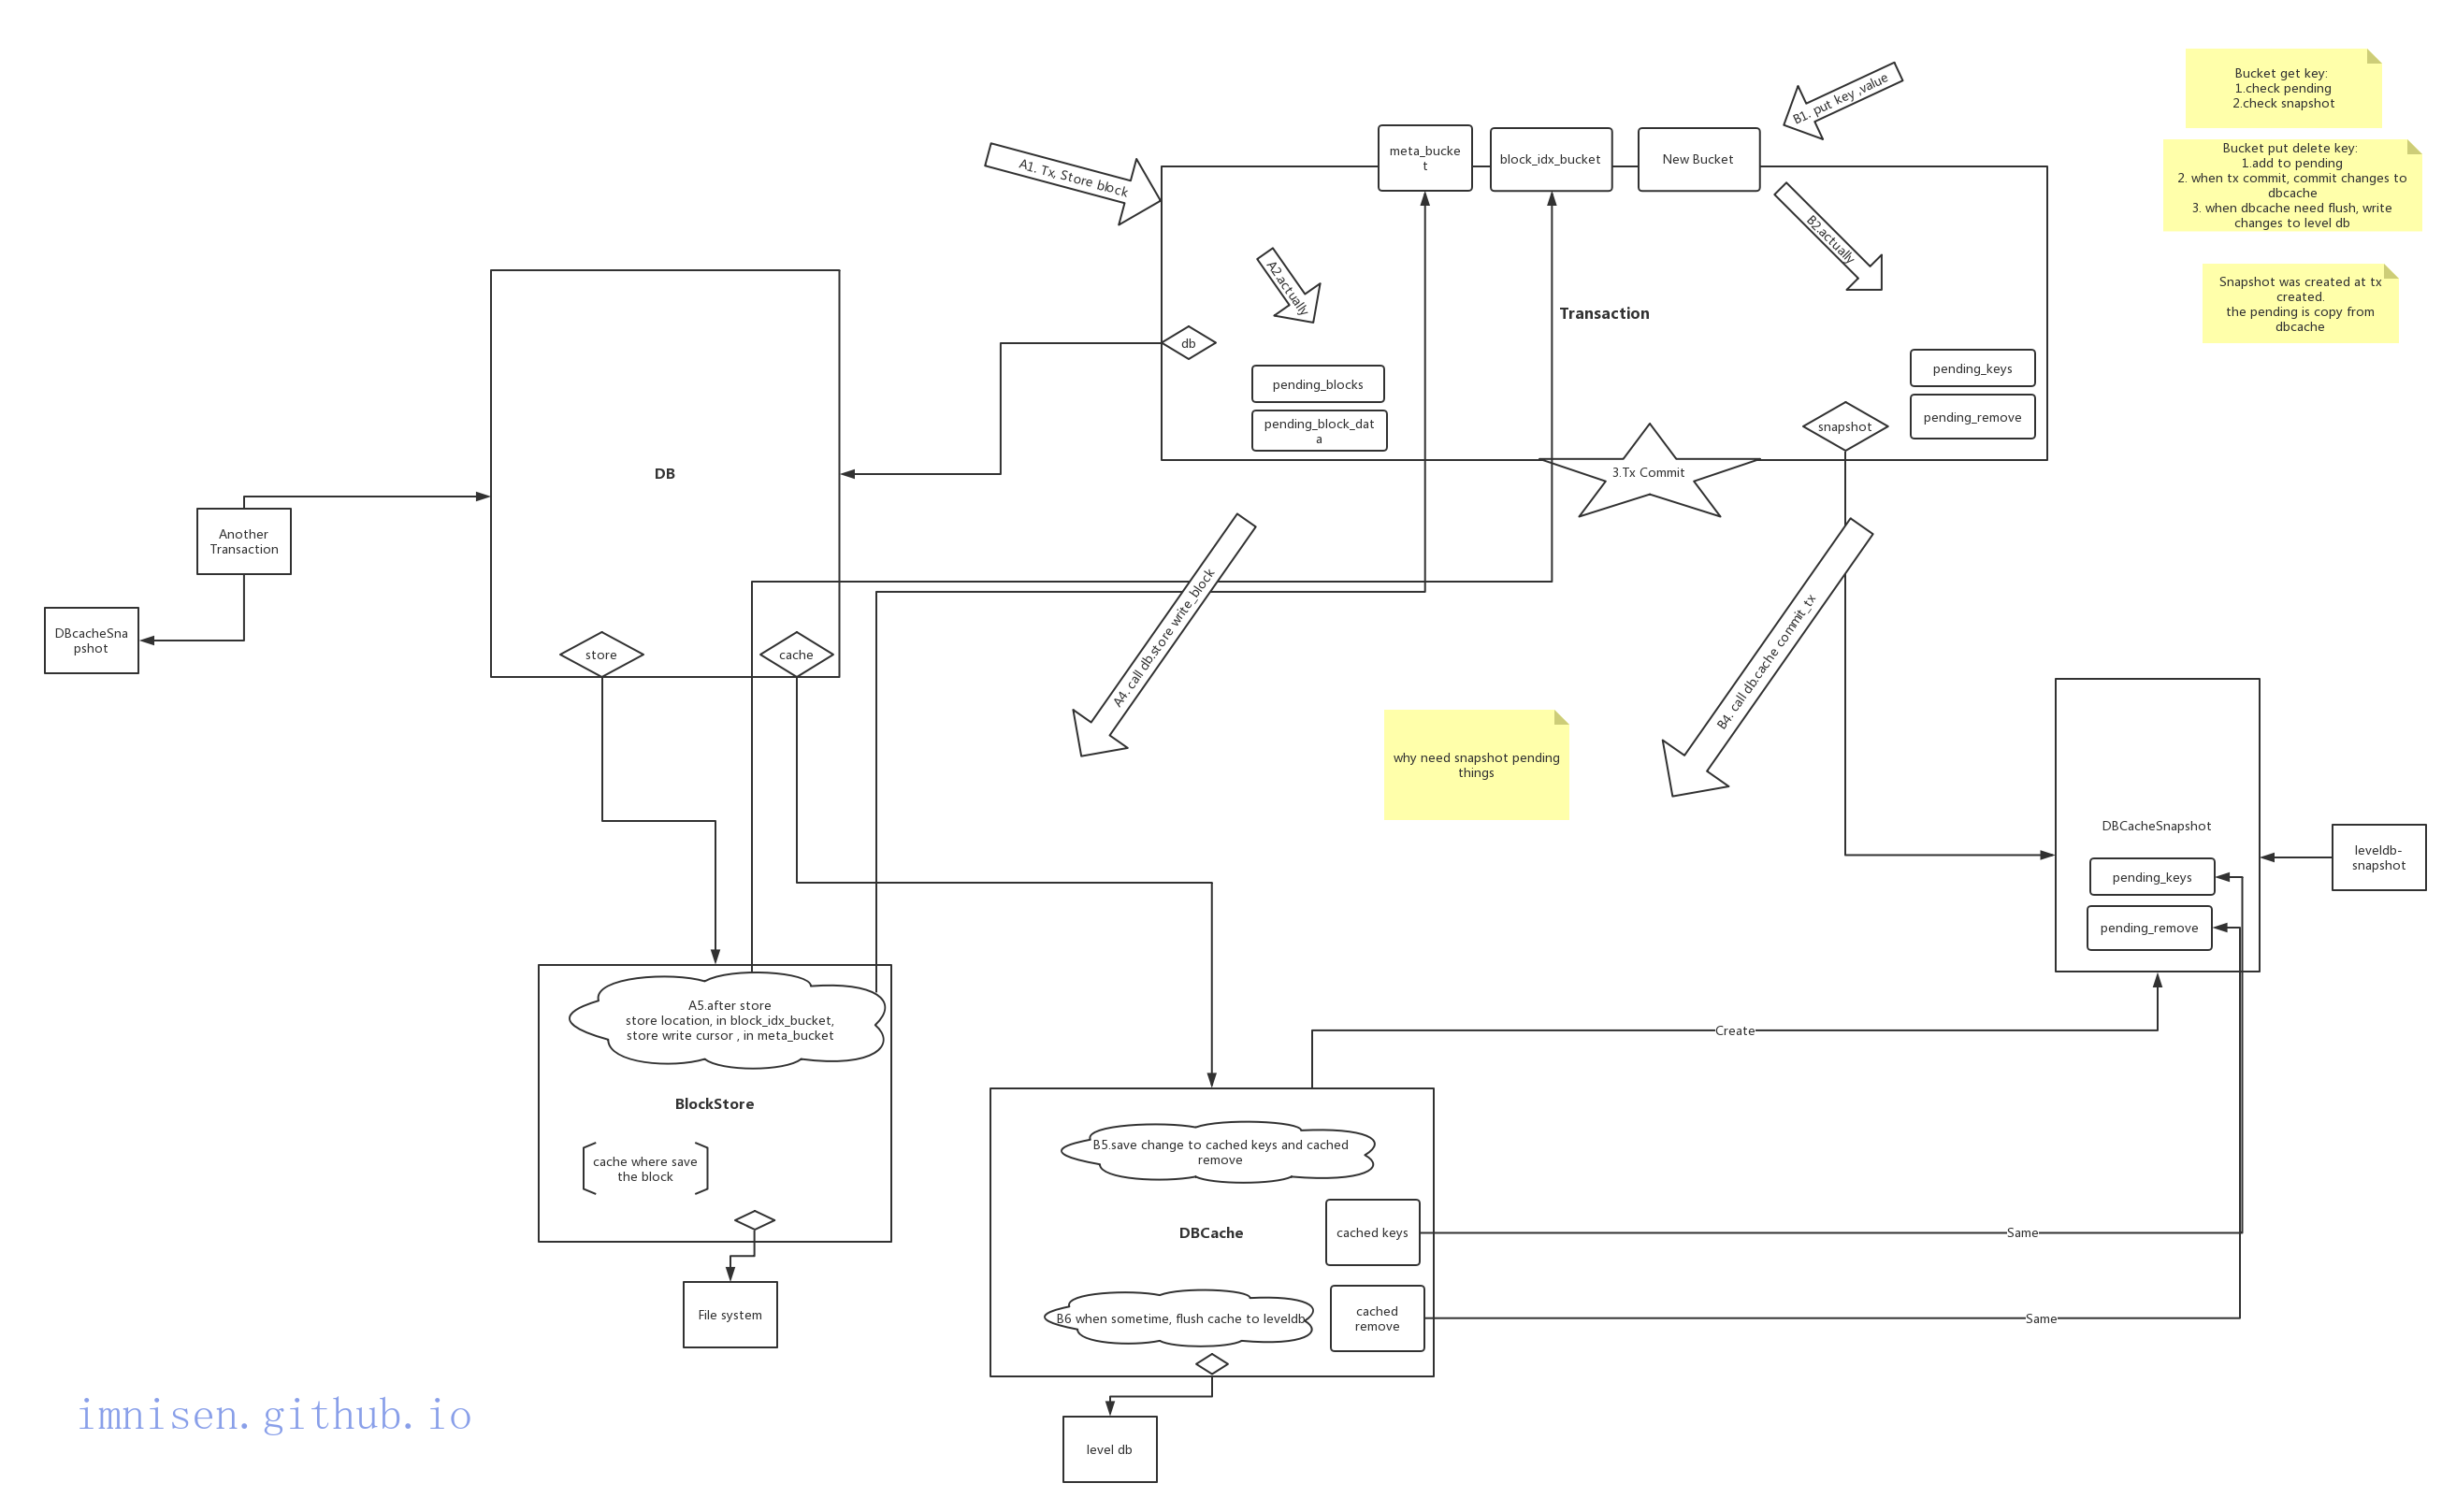 Bucket get key:
1.check pending
2.check snapshot
B1. put key ,value
Bucket put delete key:
1.add to pending
2. when tx commit, commit changes to
dbcache
3. when dbcache need flush, write
changes to level db
meta_bucke
t
block_idx_bucket
New Bucket
A1. Tx, Store block
B2.actually
A2.actually
Snapshot was created at tx
created.
the pending is copy from
dbcache
Transaction
db
pending_blocks
pending_block_dat
a
pending_keys
pending_remove
snapshot
3.Tx Commit
DB
Another
Transaction
DBcacheSna
pshot
store
cache
A4. call db.store write_block
B4. call db.cache commit_tx
why need snapshot pending
things
DBCacheSnapshot
pending_keys
pending_remove
leveldb-
snapshot
A5.after store
store location, in block_idx_bucket,
store write cursor , in meta_bucket
Create
BlockStore
cache where save
the block
File system
B5.save change to cached keys and cached
remove
DBCache
cached keys
Same
B6 when sometime, flush cache to leveldb
cached
remove
Same
level db
imnisen.github.io